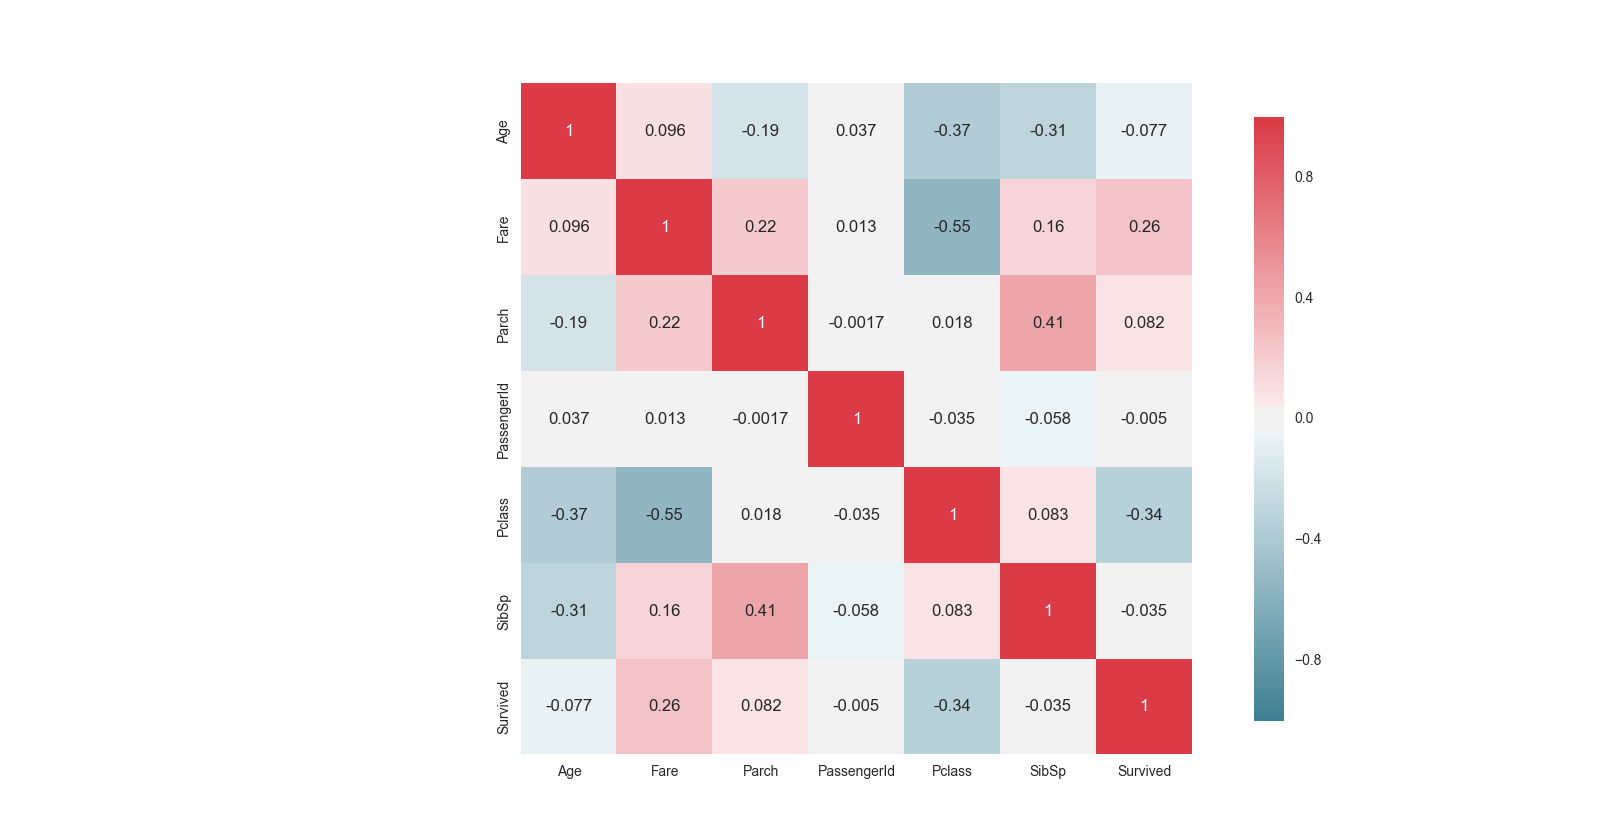 Age 1 0.096 -0.19 0.037 -0.37 -0.31 -0.077
Fare 0.096 1 0.22 0.013 -0.55 0.16 0.26
Parch -0.19 0.22 1 -0.0017 0.018 0.41 0.082
PassengerId 0.037 0.013 -0.0017 1 -0.035 -0.058 -0.005
Pclass -0.37 -0.55 0.018 -0.035 1 0.083 -0.34
SibSp -0.31 0.16 0.41 -0.058 0.083 1 -0.035
Survived -0.077 0.26 0.082 -0.005 -0.34 -0.035 1
Age Fare Parch PassengerId Pclass SibSp Survived
0.8
0.4
0.0
−0.4
−0.8